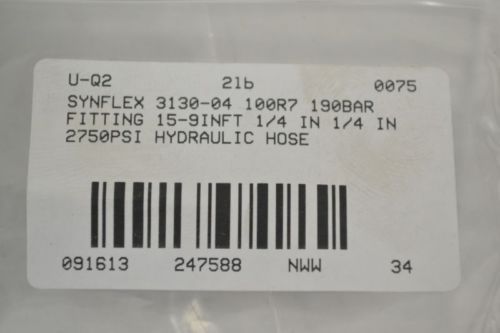 U-Q2 2lb 0075
SYNFLEX 3130-04 100R7 190BAR
FITTING 15-9INFT 1/4 IN 1/4 IN
2750PSI HYDRAULIC HOSE
091613 247588 NWW 34